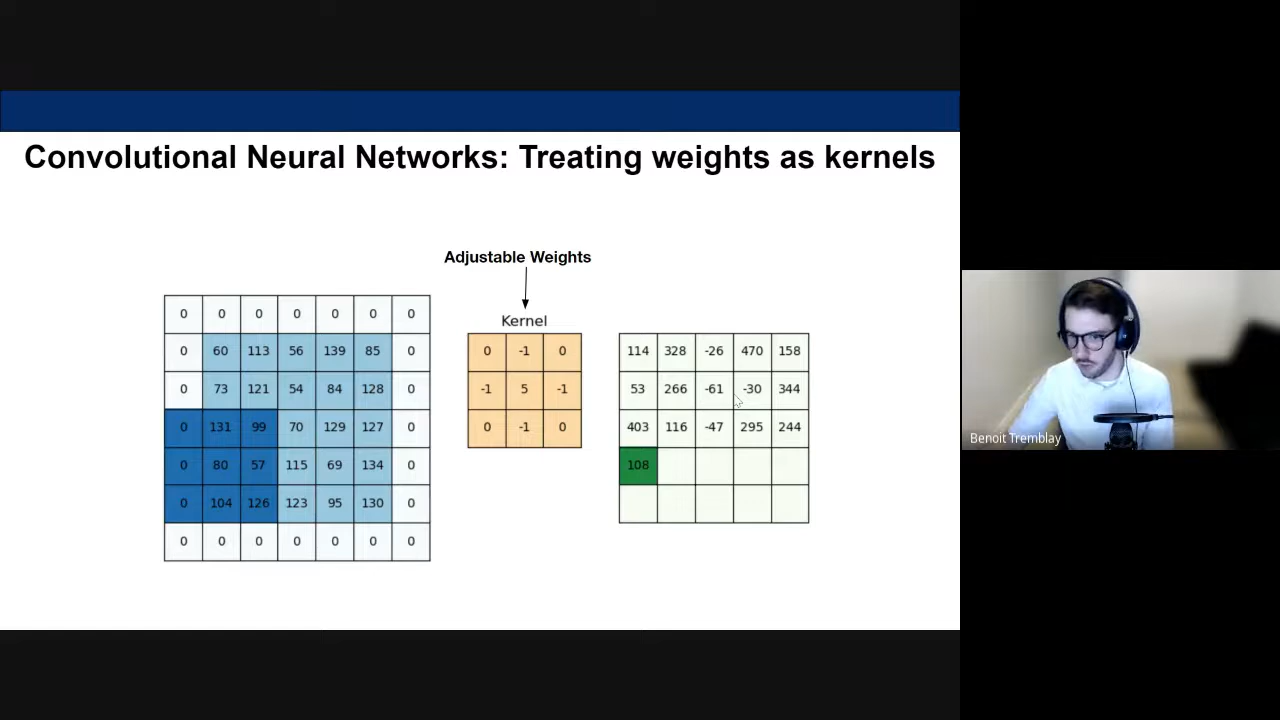 Convolutional Neural Networks: Treating weights as kernels
Adjustable Weights
Kernel
0 0 0 0 0 0 0
0 60 113 56 139 85 0
0 73 121 54 84 128 0
0 131 99 70 129 127 0
0 80 57 115 69 134 0
0 104 126 123 95 130 0
0 0 0 0 0 0 0
0 -1 0
-1 5 -1
0 -1 0
114 328 -26 470 158
53 266 -61 -30 344
403 116 -47 295 244
108
Benoit Tremblay